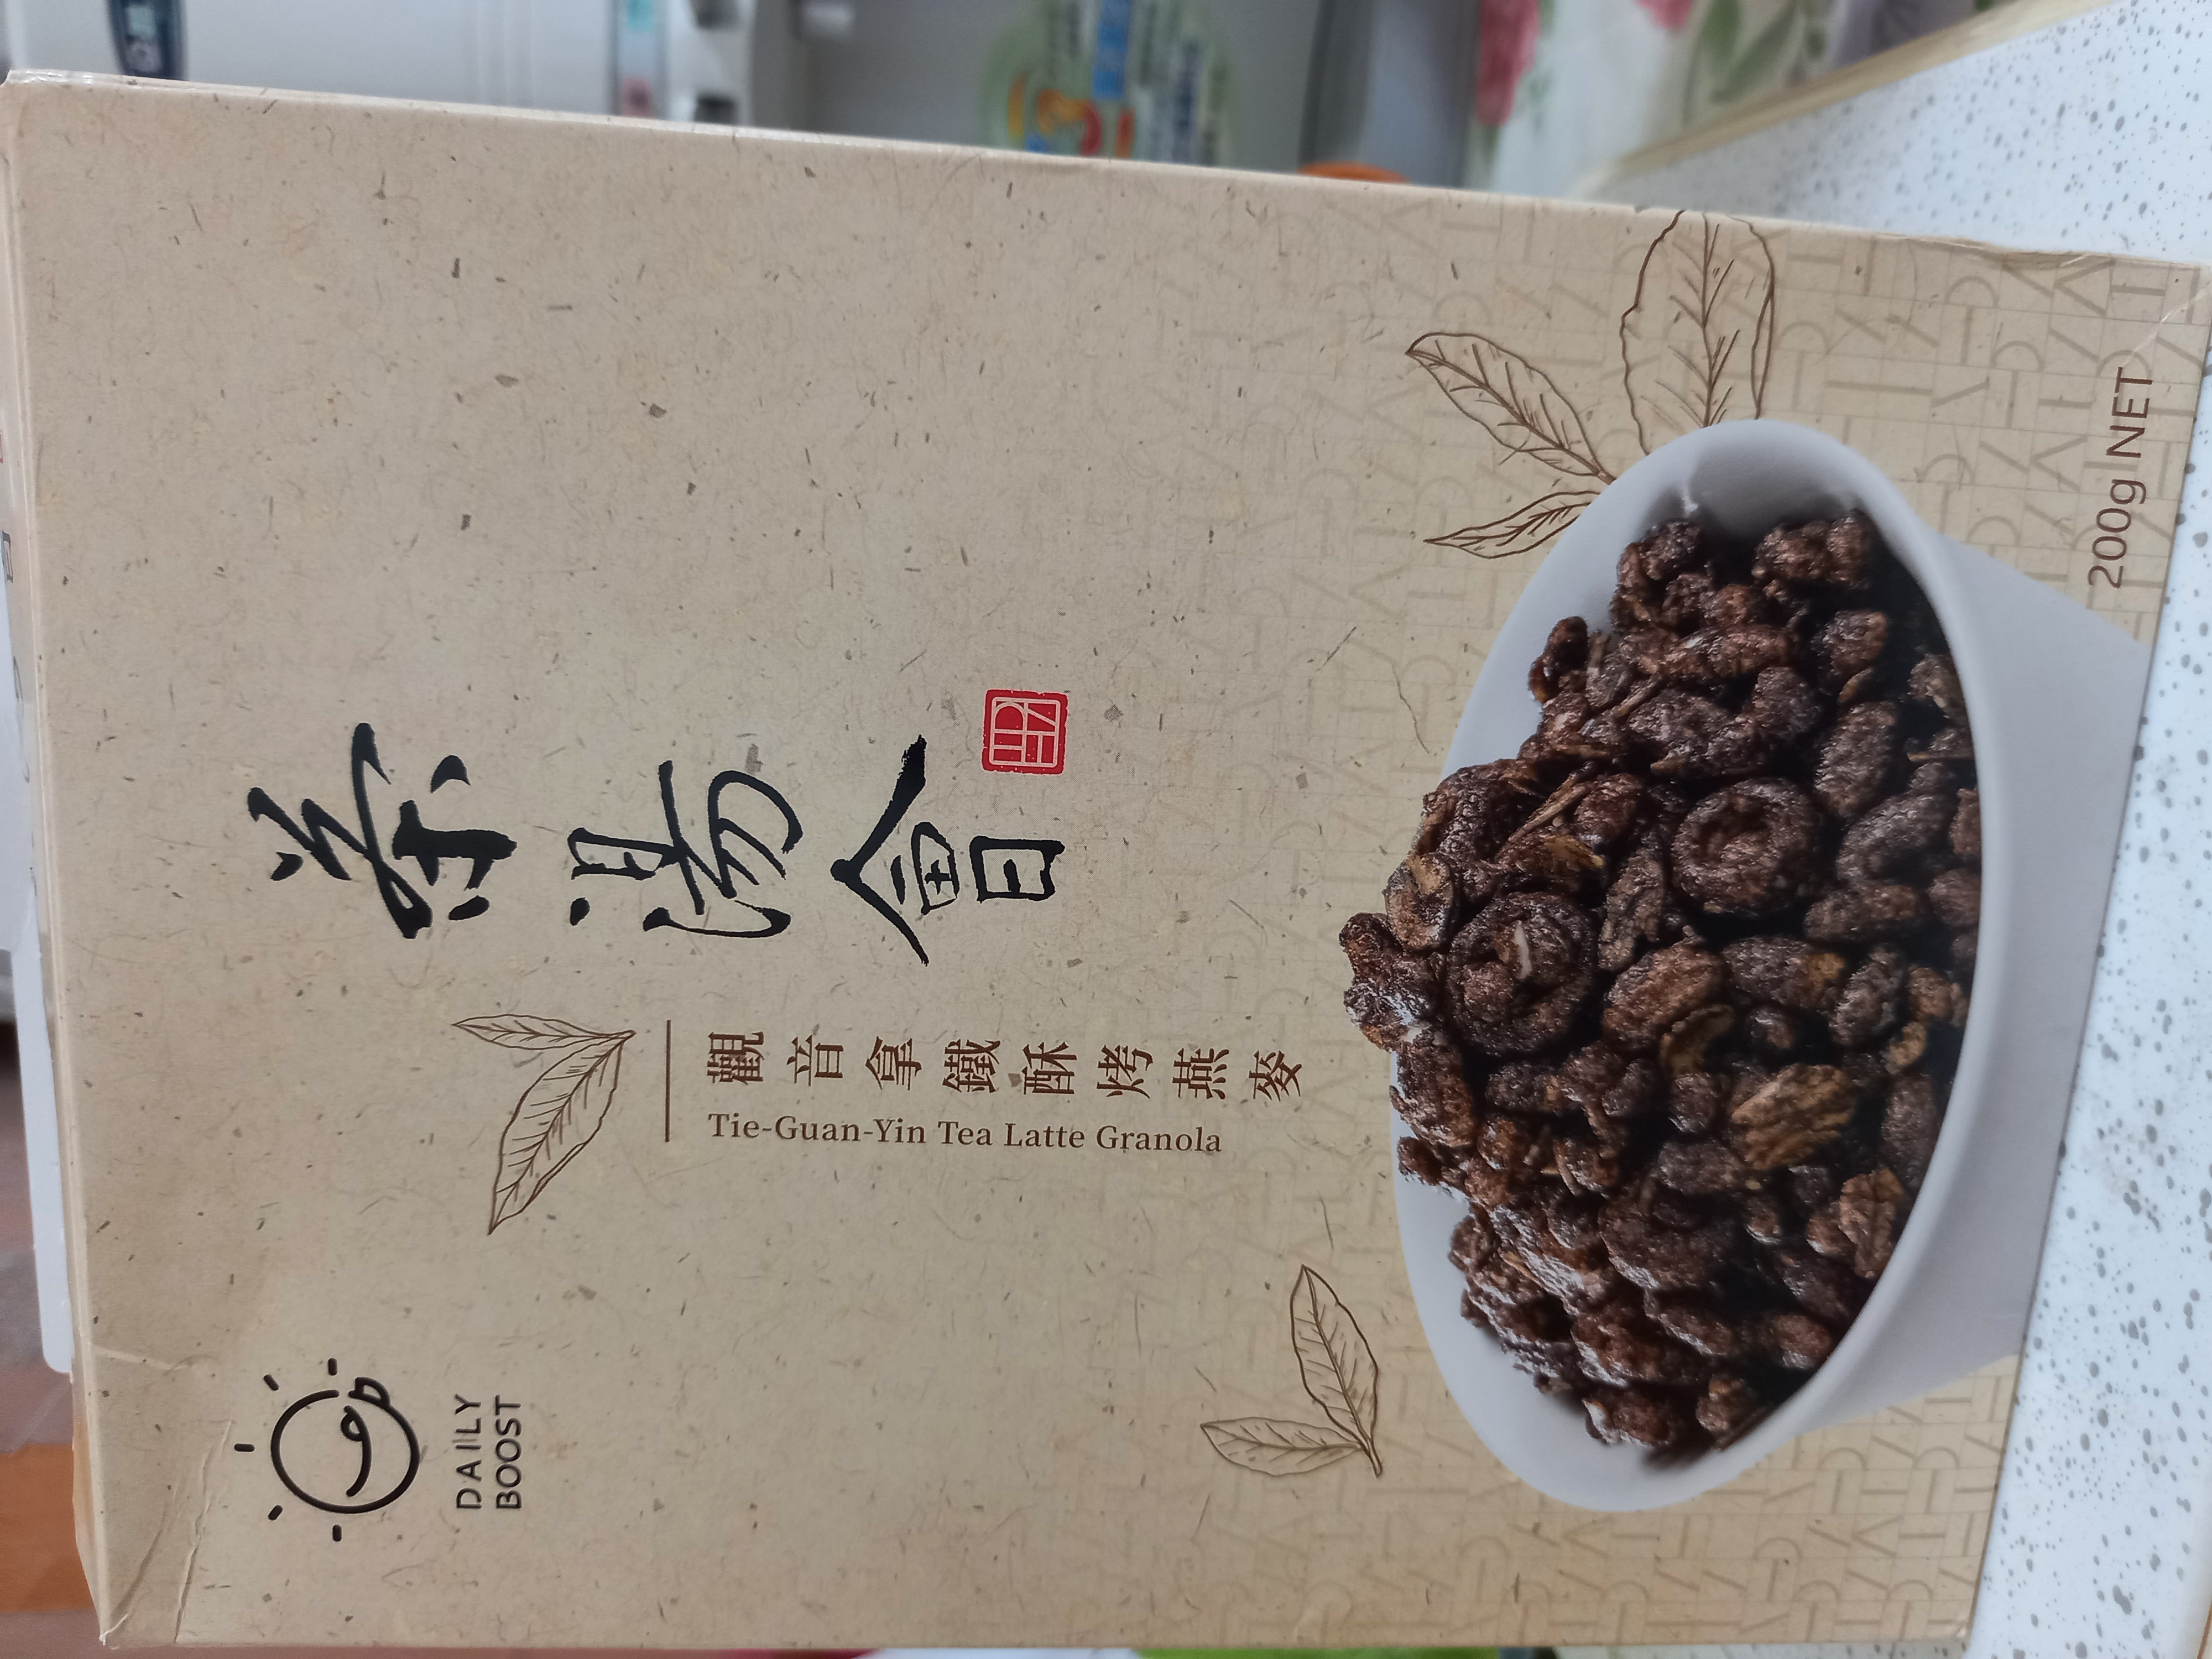 DAILY
BOOST
茶湯會
觀音拿鐵酥烤燕麥
Tie-Guan-Yin Tea Latte Granola
200g NET